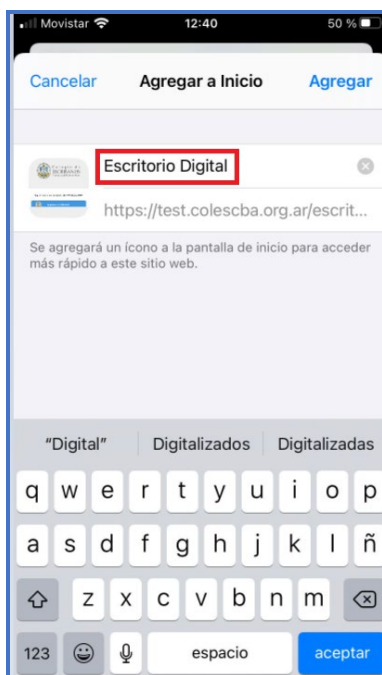 Movistar 12:40 50 %
Cancelar Agregar a Inicio Agregar
Escritorio Digital
https://test.colescba.org.ar/escrit...
Se agregará un ícono a la pantalla de inicio para acceder
más rápido a este sitio web.
“Digital” Digitalizados Digitalizadas
q w e r t y u i o p
a s d f g h j k l ñ
z x c v b n m
123 espacio aceptar